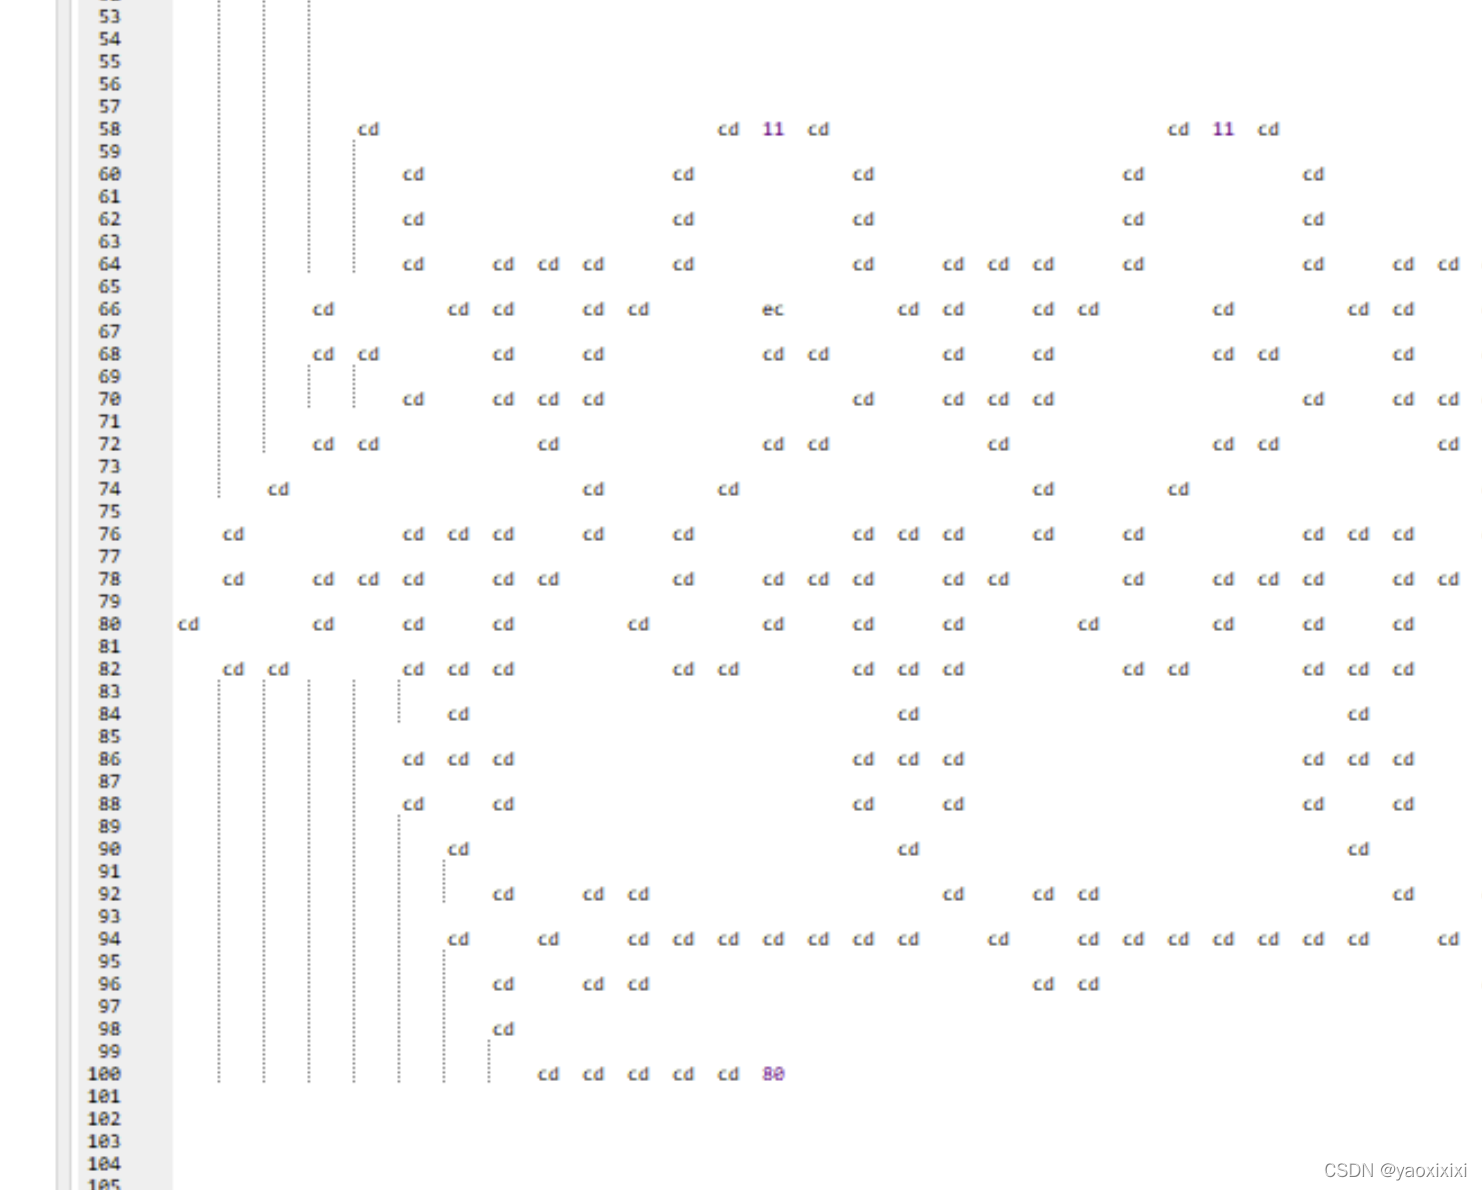 53
54
55
56
57
58 cd cd 11 cd cd 11 cd
59
60 cd cd cd cd cd
61
62 cd cd cd cd cd
63
64 cd cd cd cd cd cd cd cd cd cd cd cd cd
65
66 cd cd cd cd cd ec cd cd cd cd cd cd cd
67
68 cd cd cd cd cd cd cd cd cd cd cd
69
70 cd cd cd cd cd cd cd cd cd cd cd
71
72 cd cd cd cd cd cd cd cd cd
73
74 cd cd cd cd cd
75
76 cd cd cd cd cd cd cd cd cd cd cd cd cd cd
77
78 cd cd cd cd cd cd cd cd cd cd cd cd cd cd cd cd cd cd
79
80 cd cd cd cd cd cd cd cd cd cd cd cd
81
82 cd cd cd cd cd cd cd cd cd cd cd cd cd cd cd
83
84 cd cd cd
85
86 cd cd cd cd cd cd cd cd cd
87
88 cd cd cd cd cd cd
89
90 cd cd cd
91
92 cd cd cd cd cd cd cd
93
94 cd cd cd cd cd cd cd cd cd cd cd cd cd cd cd cd cd cd
95
96 cd cd cd cd cd
97
98 cd
99
100 cd cd cd cd cd 80
101
102
103
104
105
CSDN @yaoxixixi